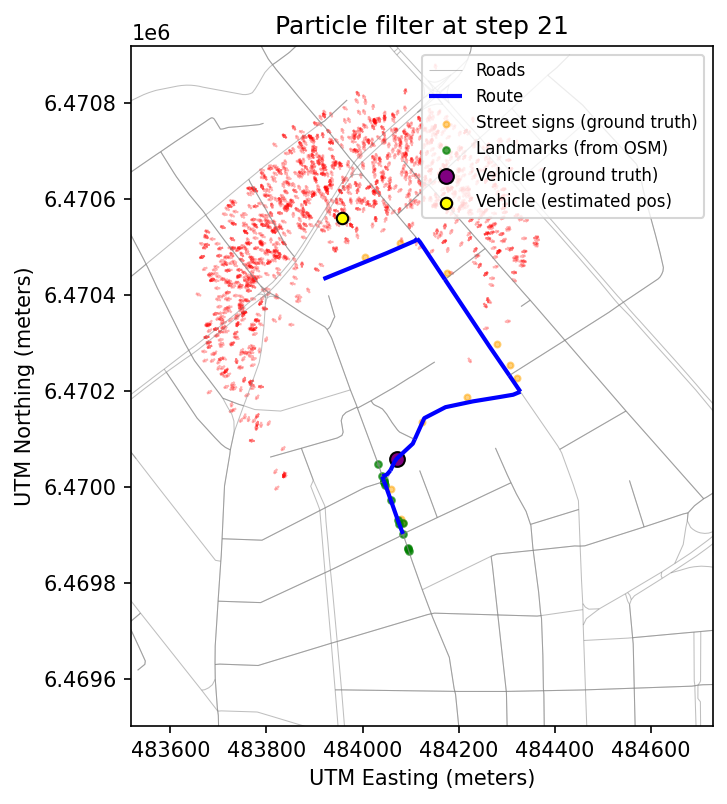 Particle filter at step 21
1e6
Roads
Route
Street signs (ground truth)
Landmarks (from OSM)
Vehicle (ground truth)
Vehicle (estimated pos)
6.4708
6.4706
6.4704
6.4702
6.4700
6.4698
6.4696
UTM Northing (meters)
483600 483800 484000 484200 484400 484600
UTM Easting (meters)